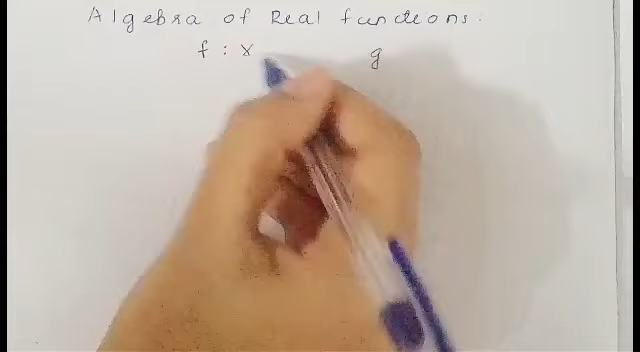 Algebra of Real functions.
f : x g